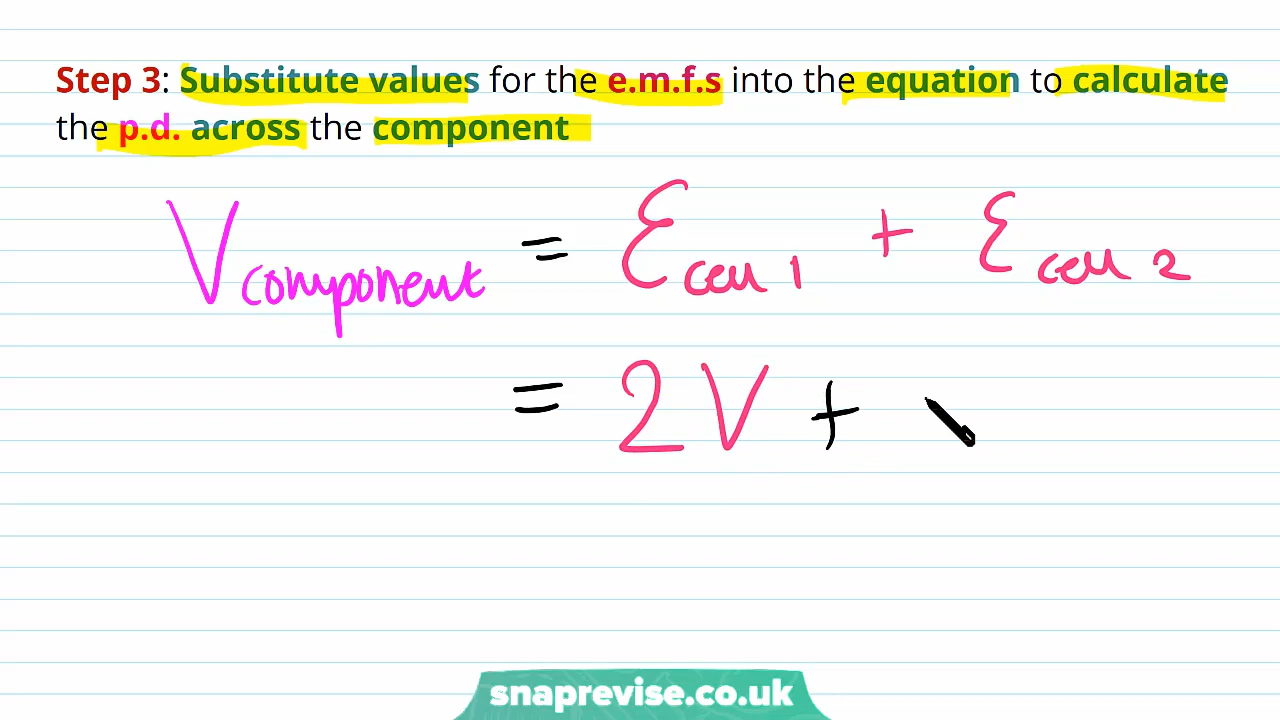 Step 3: Substitute values for the e.m.f.s into the equation to calculate
the p.d. across the component
V component = ℰ cell 1 + ℰ cell 2
= 2V +
snaprevise.co.uk